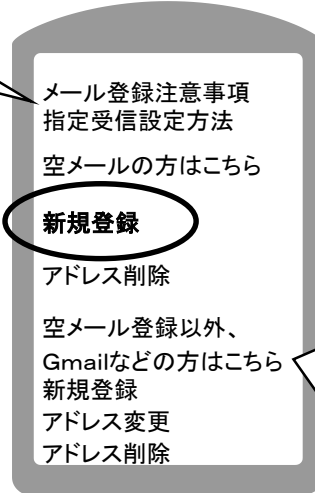 メール登録注意事項
指定受信設定方法
空メールの方はこちら
新規登録
アドレス削除
空メール登録以外、
Gmailなどの方はこちら
新規登録
アドレス変更
アドレス削除